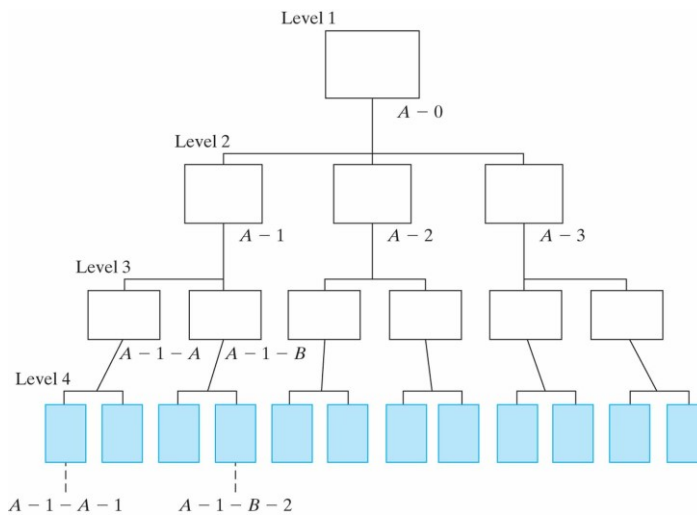 Level 1
A − 0
Level 2
A − 1
A − 2
A − 3
Level 3
A − 1 − A
A − 1 − B
Level 4
A − 1 − A − 1
A − 1 − B - 2